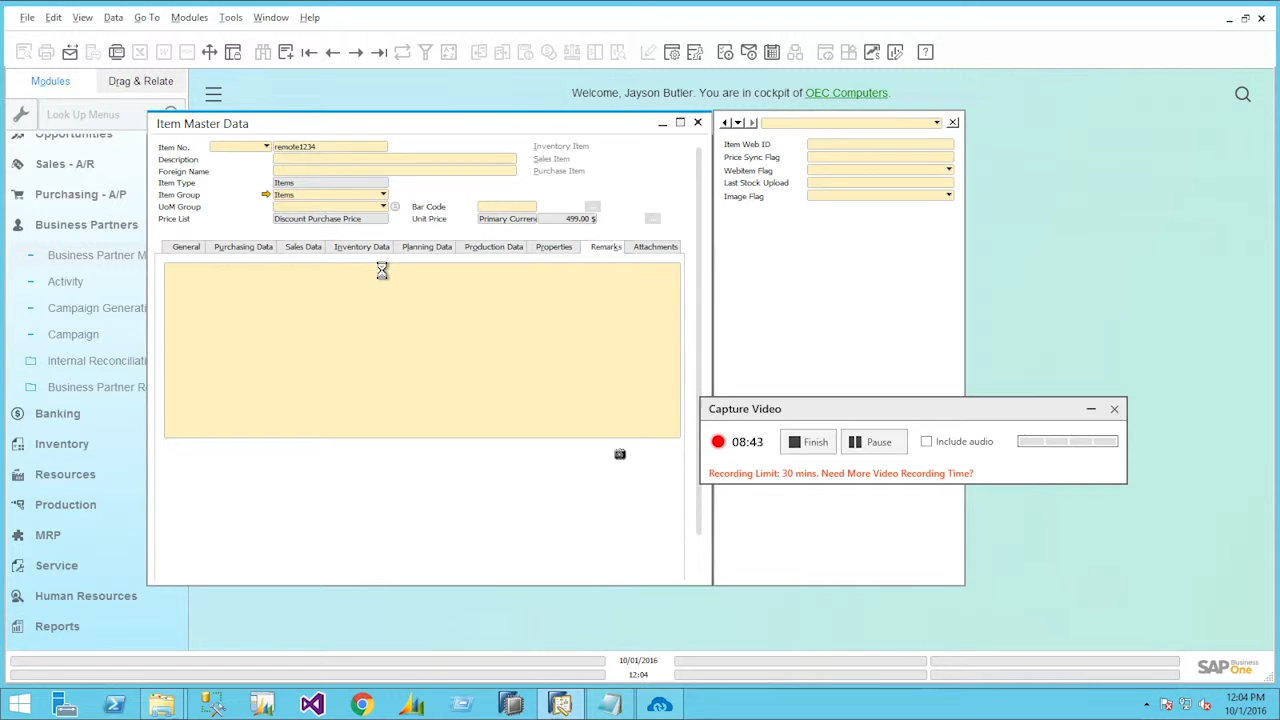 File Edit View Data Go To Modules Tools Window Help
Modules Drag & Relate
Welcome, Jayson Butler. You are in cockpit of OEC Computers.
Look Up Menus
Opportunities
Sales - A/R
Purchasing - A/P
Business Partners
Business Partner M
Activity
Campaign Generati
Campaign
Internal Reconciliati
Business Partner R
Banking
Inventory
Resources
Production
MRP
Service
Human Resources
Reports
Item Master Data
Item No. remote1234 Inventory Item
Description Sales Item
Foreign Name Purchase Item
Item Type Items
Item Group Items
UoM Group Bar Code ...
Price List Discount Purchase Price Unit Price Primary Curren 499.00 $ ...
General Purchasing Data Sales Data Inventory Data Planning Data Production Data Properties Remarks Attachments
Item Web ID
Price Sync Flag
WebItem Flag
Last Stock Upload
Image Flag
Capture Video
08:43 Finish Pause Include audio
Recording Limit: 30 mins. Need More Video Recording Time?
10/01/2016
12:04
SAP Business One
12:04 PM
10/1/2016